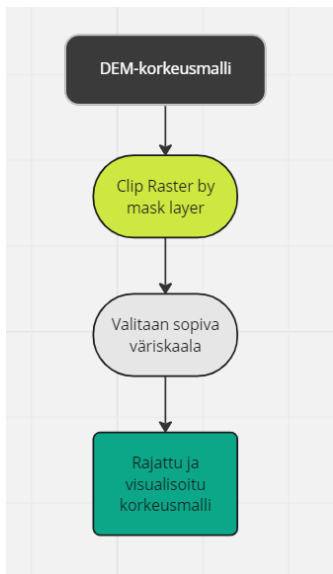 DEM-korkeusmalli
Clip Raster by
mask layer
Valitaan sopiva
väriskaala
Rajattu ja
visualisoitu
korkeusmalli